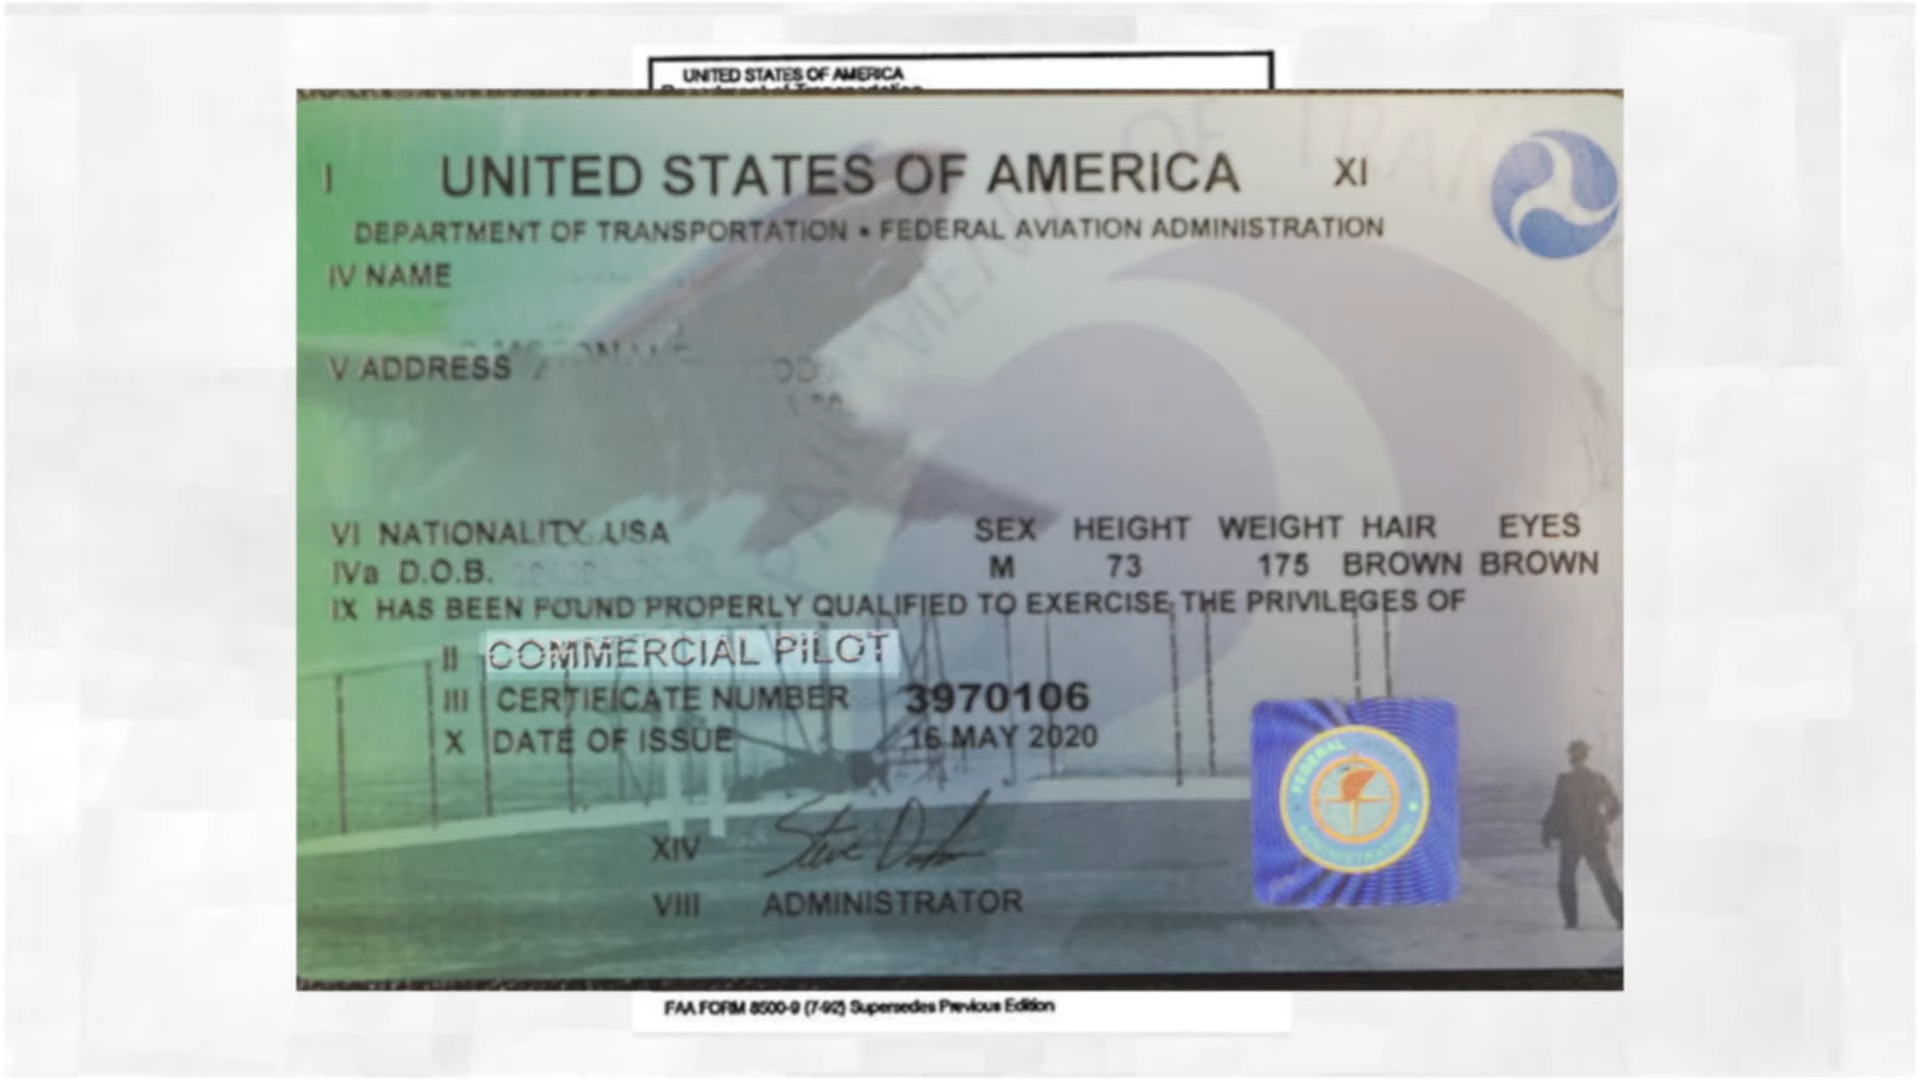 UNITED STATES OF AMERICA
I UNITED STATES OF AMERICA XI
DEPARTMENT OF TRANSPORTATION • FEDERAL AVIATION ADMINISTRATION
IV NAME
V ADDRESS
VI NATIONALITY USA SEX HEIGHT WEIGHT HAIR EYES
IVa D.O.B. M 73 175 BROWN BROWN
IX HAS BEEN FOUND PROPERLY QUALIFIED TO EXERCISE THE PRIVILEGES OF
II COMMERCIAL PILOT
III CERTIFICATE NUMBER 3970106
X DATE OF ISSUE 16 MAY 2020
FEDERAL AVIATION ADMINISTRATION
XIV
VIII ADMINISTRATOR
FAA FORM 8500-9 (7-92) Supersedes Previous Edition